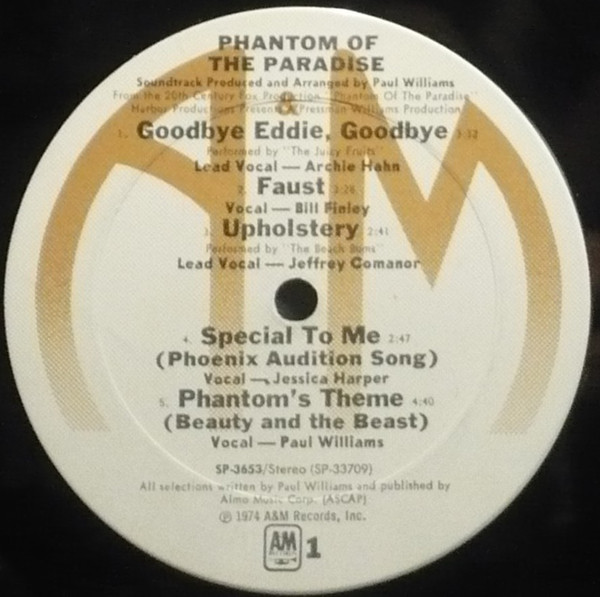 PHANTOM OF
THE PARADISE
Soundtrack Produced and Arranged by Paul Williams
From the 20th Century Fox Production "Phantom Of The Paradise"
Harbor Productions Presents A Pressman Williams Production
&
1. Goodbye Eddie, Goodbye 3:32
Performed by "The Juicy Fruits"
Lead Vocal — Archie Hahn
2. Faust 3:26
Vocal — Bill Finley
3. Upholstery 2:41
Performed by "The Beach Bums"
Lead Vocal — Jeffrey Comanor
4. Special To Me 2:47
(Phoenix Audition Song)
Vocal — Jessica Harper
5. Phantom's Theme 4:40
(Beauty and the Beast)
Vocal — Paul Williams
SP-3653/Stereo (SP-33709)
All selections written by Paul Williams and published by
Almo Music Corp. (ASCAP)
℗ 1974 A&M Records, Inc.
AM 1